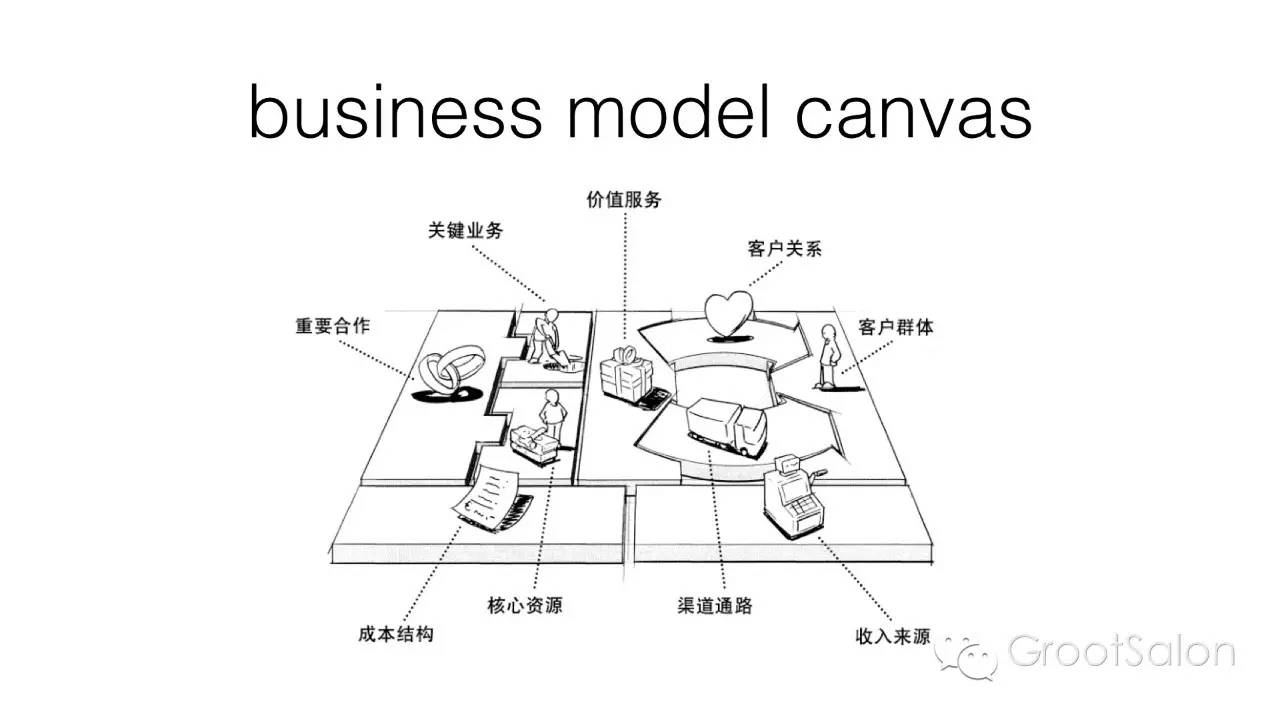 business model canvas
价值服务
关键业务
客户关系
重要合作
客户群体
核心资源
渠道通路
成本结构
收入来源
GrootSalon